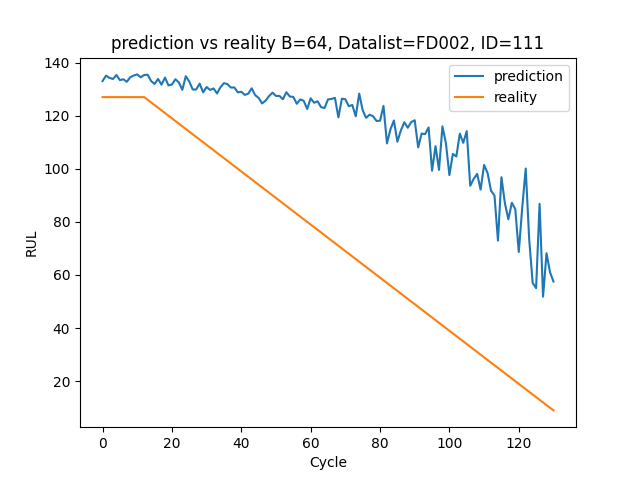 prediction vs reality B=64, Datalist=FD002, ID=111
prediction
reality
RUL
140
120
100
80
60
40
20
0 20 40 60 80 100 120
Cycle